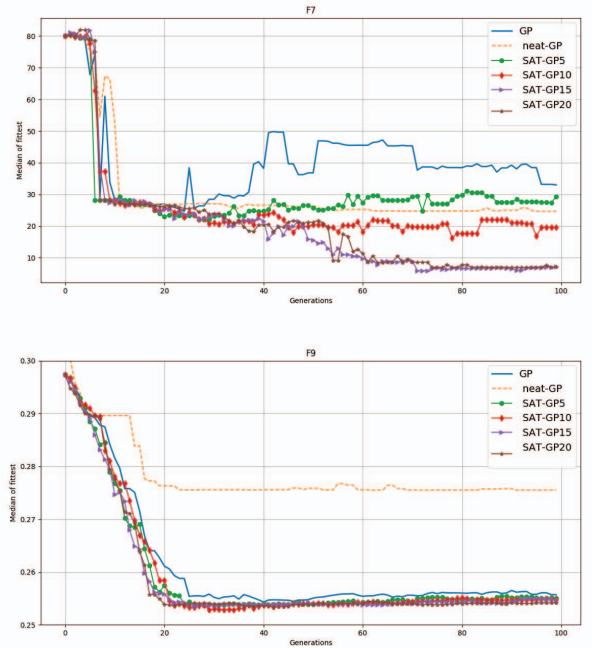 F7
80
70
60
50
40
30
20
10
Median of fittest
GP
neat-GP
SAT-GP5
SAT-GP10
SAT-GP15
SAT-GP20
0
20
40
60
80
100
Generations
F9
0.30
0.29
0.28
0.27
0.26
0.25
Median of fittest
GP
neat-GP
SAT-GP5
SAT-GP10
SAT-GP15
SAT-GP20
0
20
40
60
80
100
Generations